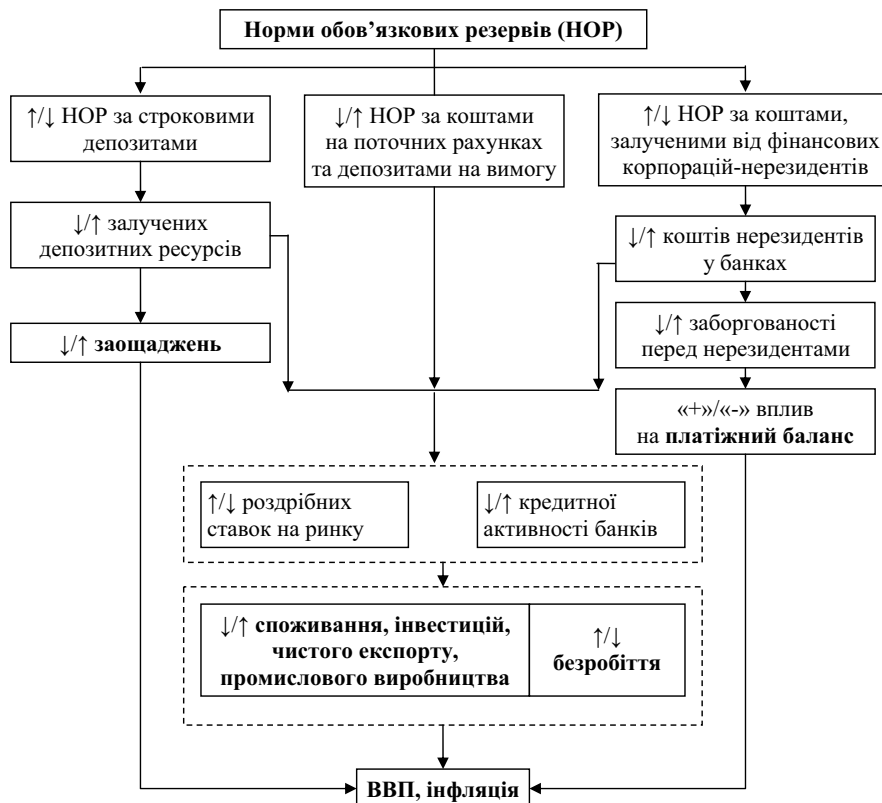 Норми обов’язкових резервів (НОР)
↑/↓ НОР за строковими
депозитами
↓/↑ НОР за коштами
на поточних рахунках
та депозитами на вимогу
↑/↓ НОР за коштами,
залученими від фінансових
корпорацій-нерезидентів
↓/↑ залучених
депозитних ресурсів
↓/↑ коштів нерезидентів
у банках
↓/↑ заощаджень
↓/↑ заборгованості
перед нерезидентами
«+»/«-» вплив
на платіжний баланс
↑/↓ роздрібних
ставок на ринку
↓/↑ кредитної
активності банків
↓/↑ споживання, інвестицій,
чистого експорту,
промислового виробництва
↑/↓
безробіття
ВВП, інфляція